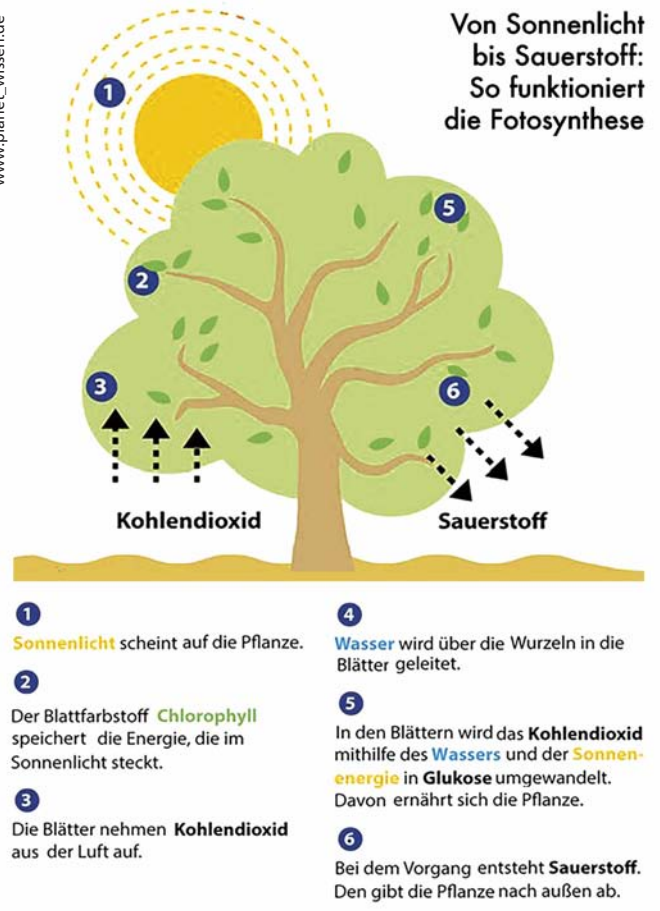 www.planet_wissen.de
Von Sonnenlicht
bis Sauerstoff:
So funktioniert
die Fotosynthese
1
2
3
5
6
Kohlendioxid
Sauerstoff
1
Sonnenlicht scheint auf die Pflanze.
2
Der Blattfarbstoff Chlorophyll
speichert die Energie, die im
Sonnenlicht steckt.
3
Die Blätter nehmen Kohlendioxid
aus der Luft auf.
4
Wasser wird über die Wurzeln in die
Blätter geleitet.
5
In den Blättern wird das Kohlendioxid
mithilfe des Wassers und der Sonnen-
energie in Glukose umgewandelt.
Davon ernährt sich die Pflanze.
6
Bei dem Vorgang entsteht Sauerstoff.
Den gibt die Pflanze nach außen ab.